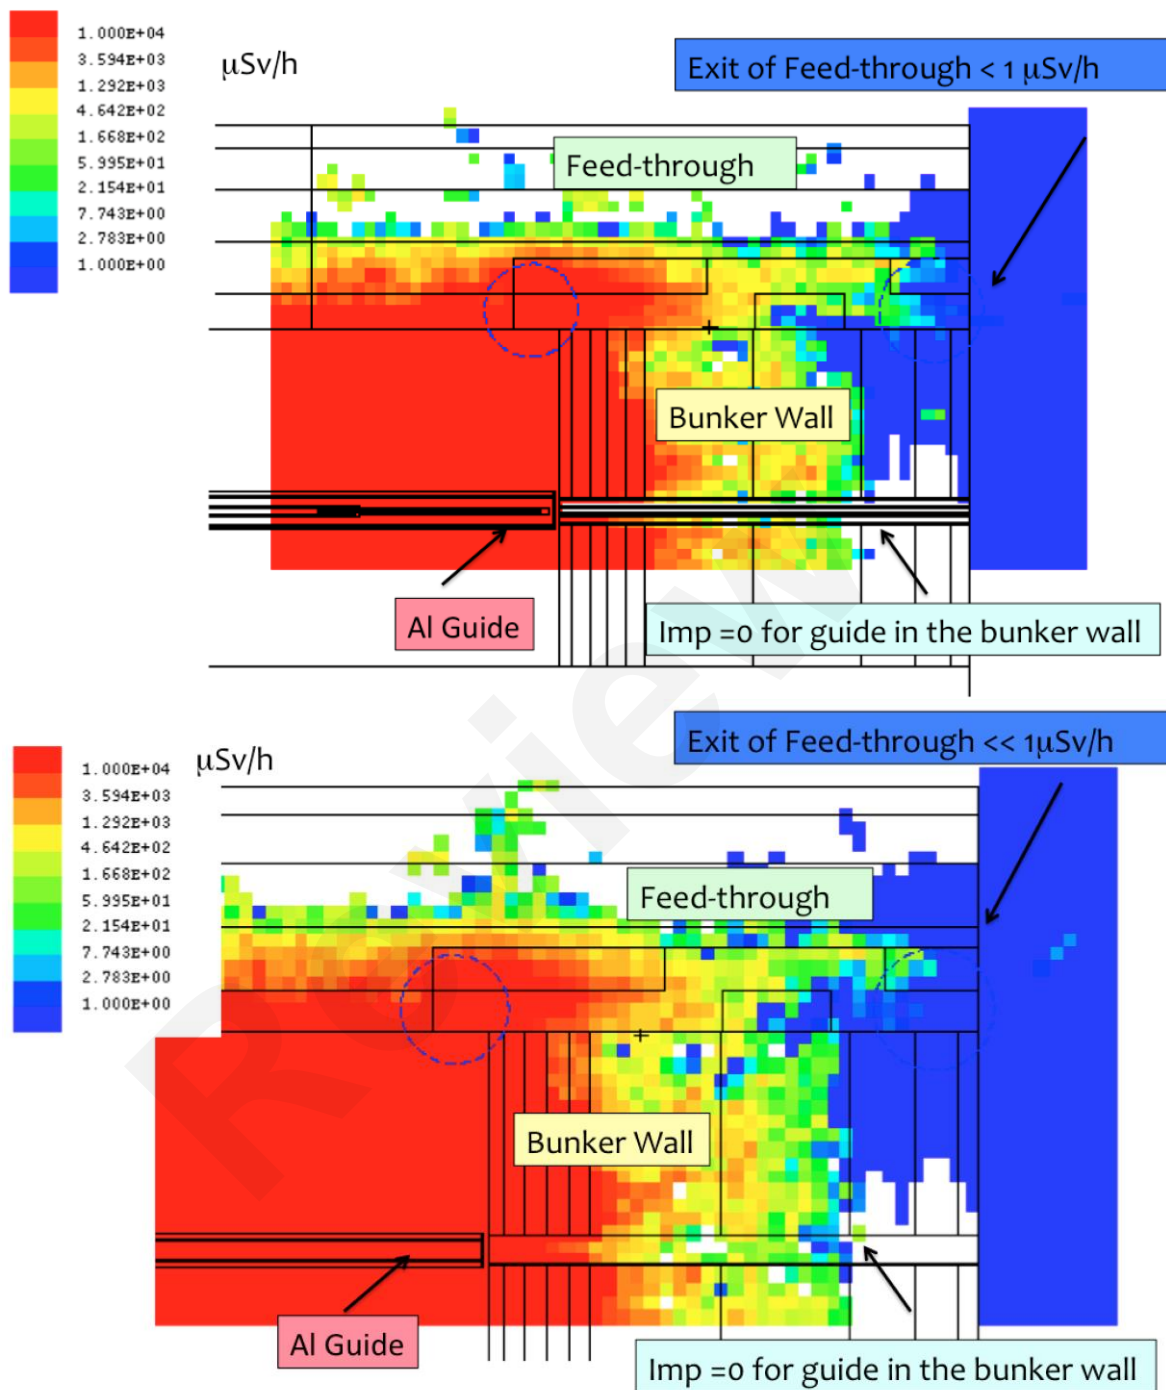 1.000E+04
3.594E+03
1.292E+03
4.642E+02
1.668E+02
5.995E+01
2.154E+01
7.743E+00
2.783E+00
1.000E+00
μSv/h
Exit of Feed-through < 1 μSv/h
Feed-through
Bunker Wall
Al Guide
Imp =0 for guide in the bunker wall
1.000E+04
3.594E+03
1.292E+03
4.642E+02
1.668E+02
5.995E+01
2.154E+01
7.743E+00
2.783E+00
1.000E+00
μSv/h
Exit of Feed-through << 1μSv/h
Feed-through
Bunker Wall
Al Guide
Imp =0 for guide in the bunker wall
Review